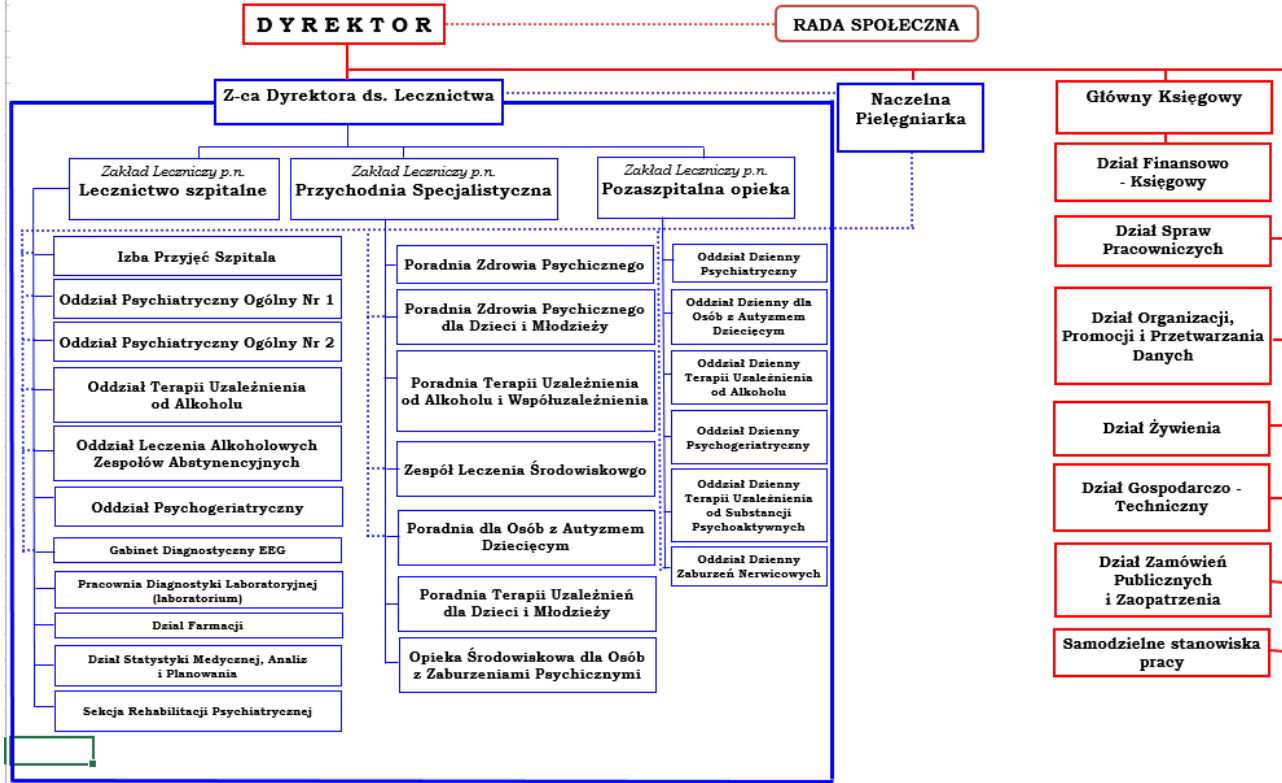 DYREKTOR
RADA SPOŁECZNA
Z-ca Dyrektora ds. Lecznictwa
Naczelna
Pielęgniarka
Główny Księgowy
Zakład Leczniczy p.n.
Lecznictwo szpitalne
Zakład Leczniczy p.n.
Przychodnia Specjalistyczna
Zakład Leczniczy p.n.
Pozaszpitalna opieka
Izba Przyjęć Szpitala
Oddział Psychiatryczny Ogólny Nr 1
Oddział Psychiatryczny Ogólny Nr 2
Oddział Terapii Uzależnienia
od Alkoholu
Oddział Leczenia Alkoholowych
Zespołów Abstynencyjnych
Oddział Psychogeriatryczny
Gabinet Diagnostyczny EEG
Pracownia Diagnostyki Laboratoryjnej
(laboratorium)
Dział Farmacji
Dział Statystyki Medycznej, Analiz
i Planowania
Sekcja Rehabilitacji Psychiatrycznej
Poradnia Zdrowia Psychicznego
Poradnia Zdrowia Psychicznego
dla Dzieci i Młodzieży
Poradnia Terapii Uzależnienia
od Alkoholu i Współuzależnienia
Zespół Leczenia Środowiskowgo
Poradnia dla Osób z Autyzmem
Dziecięcym
Poradnia Terapii Uzależnień
dla Dzieci i Młodzieży
Opieka Środowiskowa dla Osób
z Zaburzeniami Psychicznymi
Oddział Dzienny
Psychiatryczny
Oddział Dzienny dla
Osób z Autyzmem
Dziecięcym
Oddział Dzienny
Terapii Uzależnienia
od Alkoholu
Oddział Dzienny
Psychogeriatryczny
Oddział Dzienny
Terapii Uzależnienia
od Substancji
Psychoaktywnych
Oddział Dzienny
Zaburzeń Nerwicowych
Dział Finansowo
- Księgowy
Dział Spraw
Pracowniczych
Dział Organizacji,
Promocji i Przetwarzania
Danych
Dział Żywienia
Dział Gospodarczo -
Techniczny
Dział Zamówień
Publicznych
i Zaopatrzenia
Samodzielne stanowiska
pracy